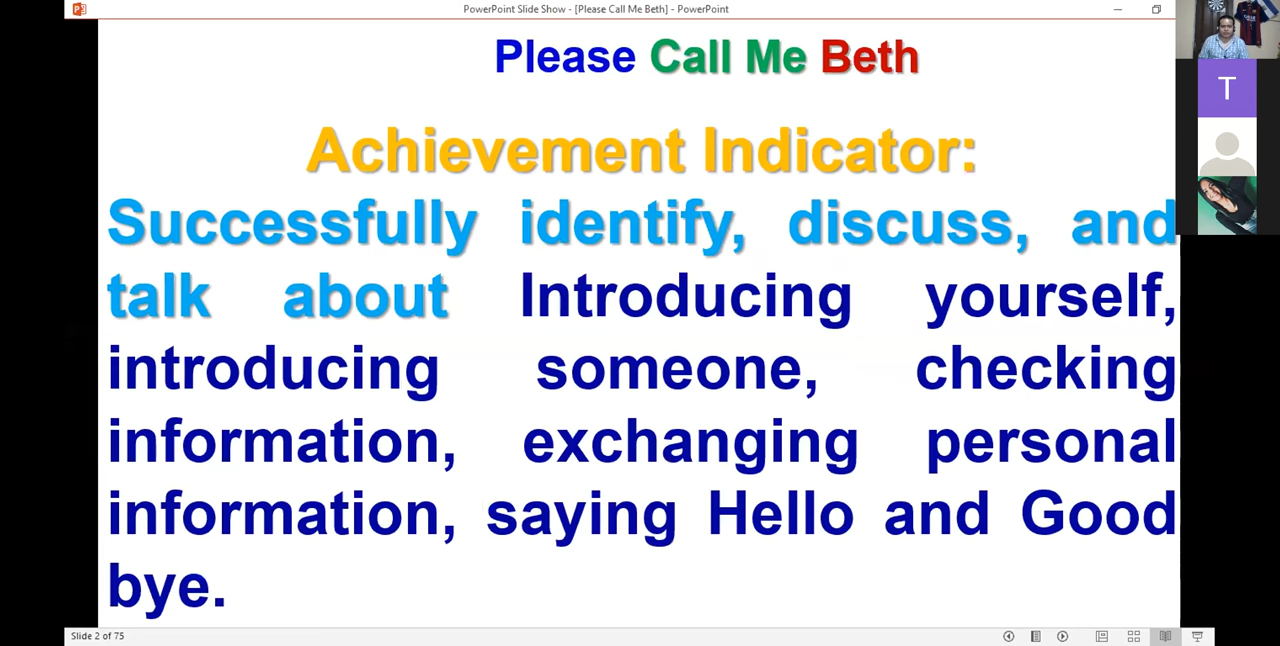 PowerPoint Slide Show - [Please Call Me Beth] - PowerPoint
Please Call Me Beth
Achievement Indicator:
Successfully identify, discuss, and
talk about Introducing yourself,
introducing someone, checking
information, exchanging personal
information, saying Hello and Good
bye.
T
Slide 2 of 75